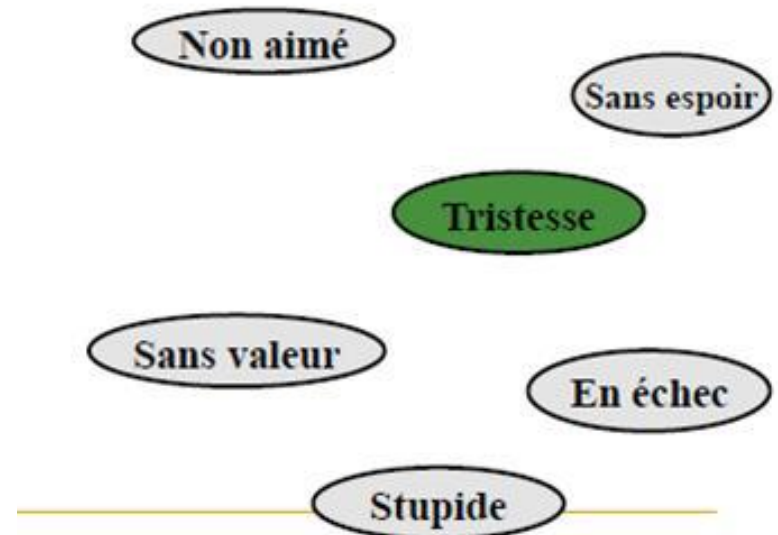 Non aimé
Sans espoir
Tristesse
Sans valeur
En échec
Stupide